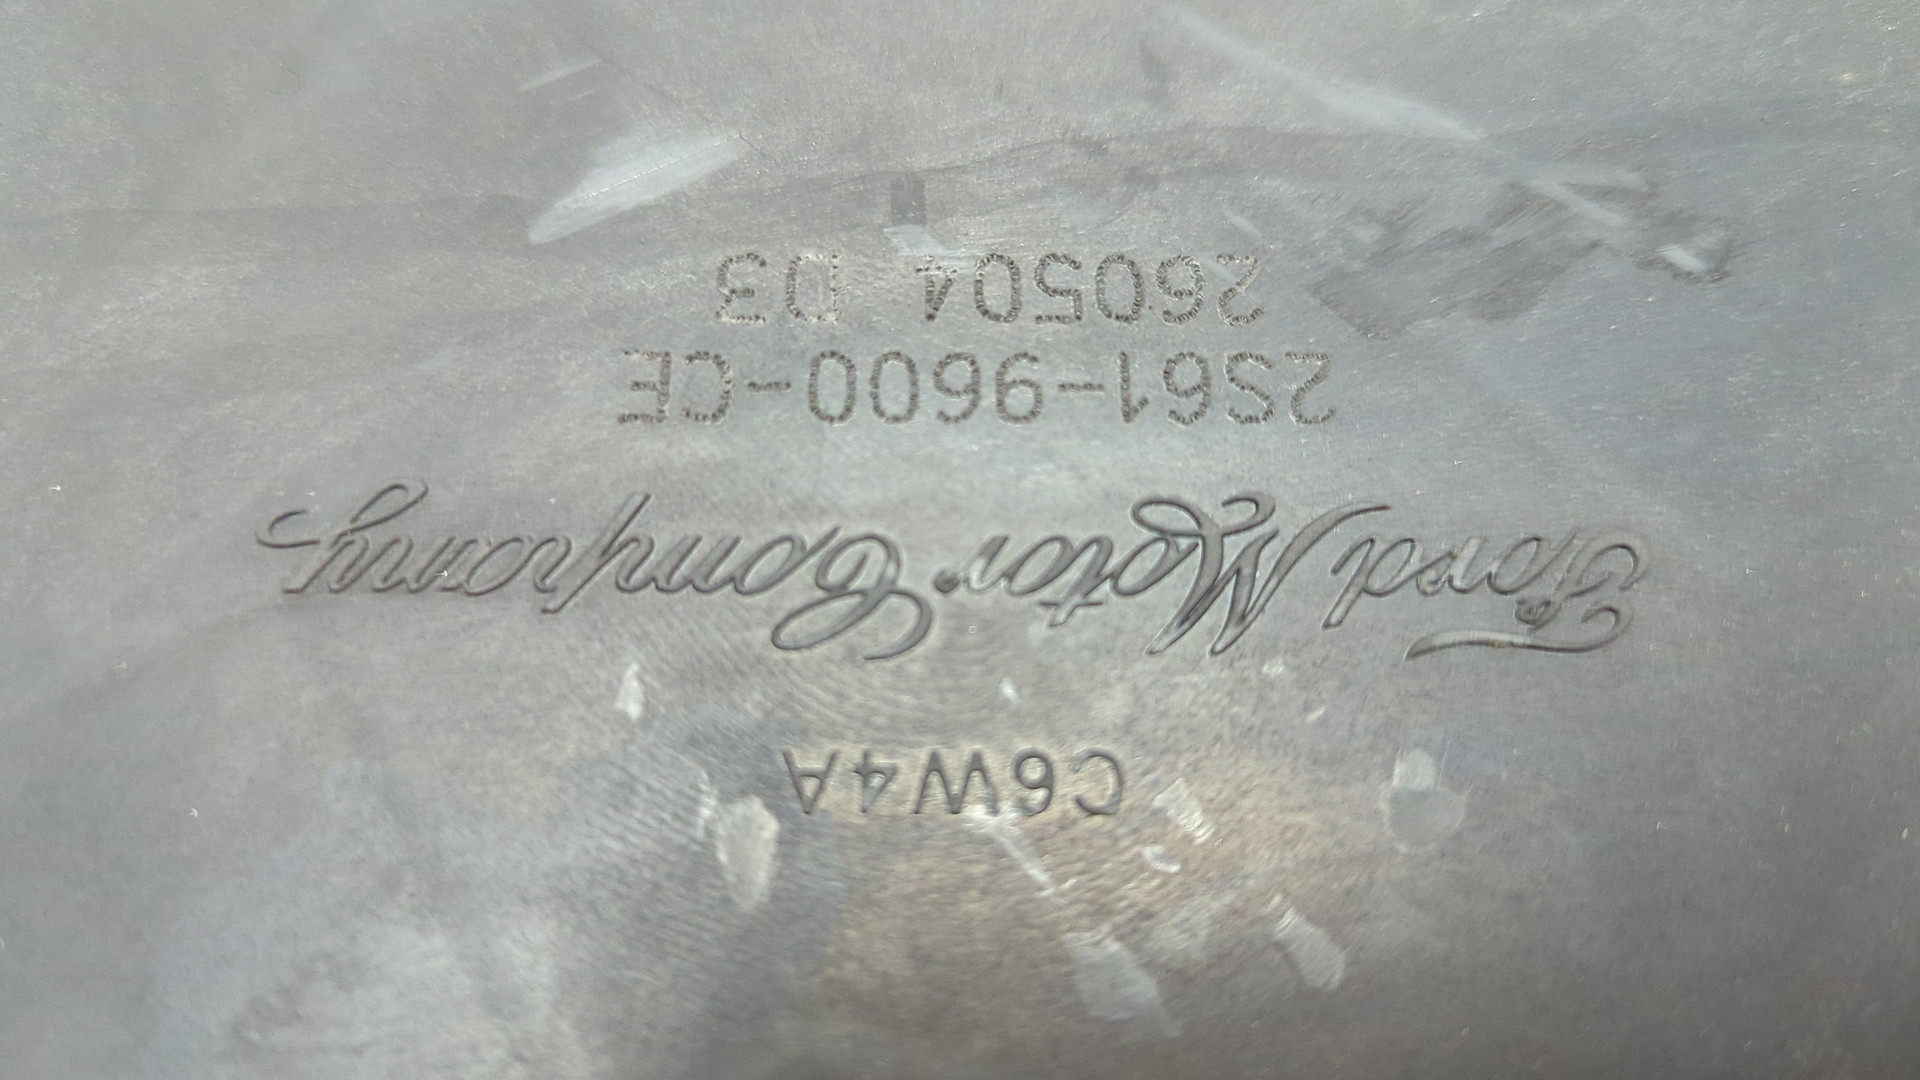 C6W4A
Ford Motor Company
2S61-9600-CE
260504 D3